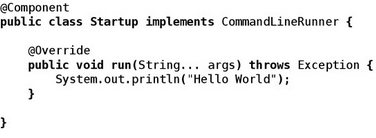 @Component
public class Startup implements CommandLineRunner {
    @Override
    public void run(String... args) throws Exception {
        System.out.println("Hello World");
    }
}